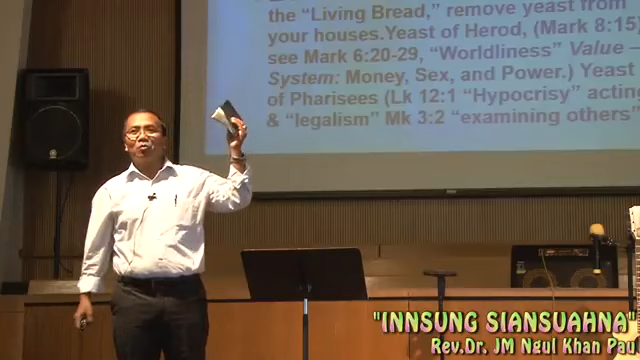 the "Living Bread," remove yeast from
your houses.Yeast of Herod, (Mark 8:15)
see Mark 6:20-29, "Worldliness" Value –
System: Money, Sex, and Power.) Yeast
of Pharisees (Lk 12:1 "Hypocrisy" acting
& "legalism" Mk 3:2 "examining others"
"INNSUNG SIANSUAHNA"
Rev.Dr. JM Ngul Khan Pau